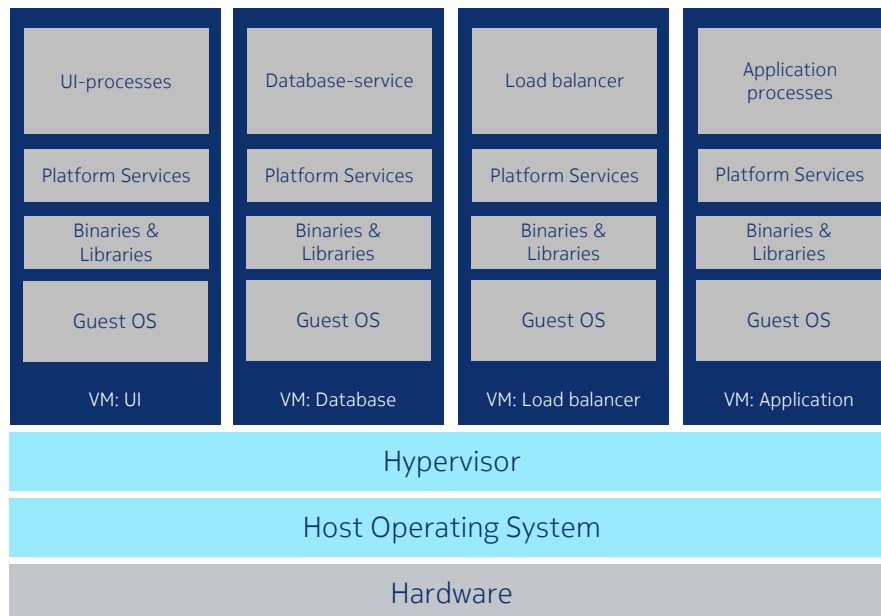 UI-processes
Database-service
Load balancer
Application
processes
Platform Services
Platform Services
Platform Services
Platform Services
Binaries &
Libraries
Binaries &
Libraries
Binaries &
Libraries
Binaries &
Libraries
Guest OS
Guest OS
Guest OS
Guest OS
VM: UI
VM: Database
VM: Load balancer
VM: Application
Hypervisor
Host Operating System
Hardware